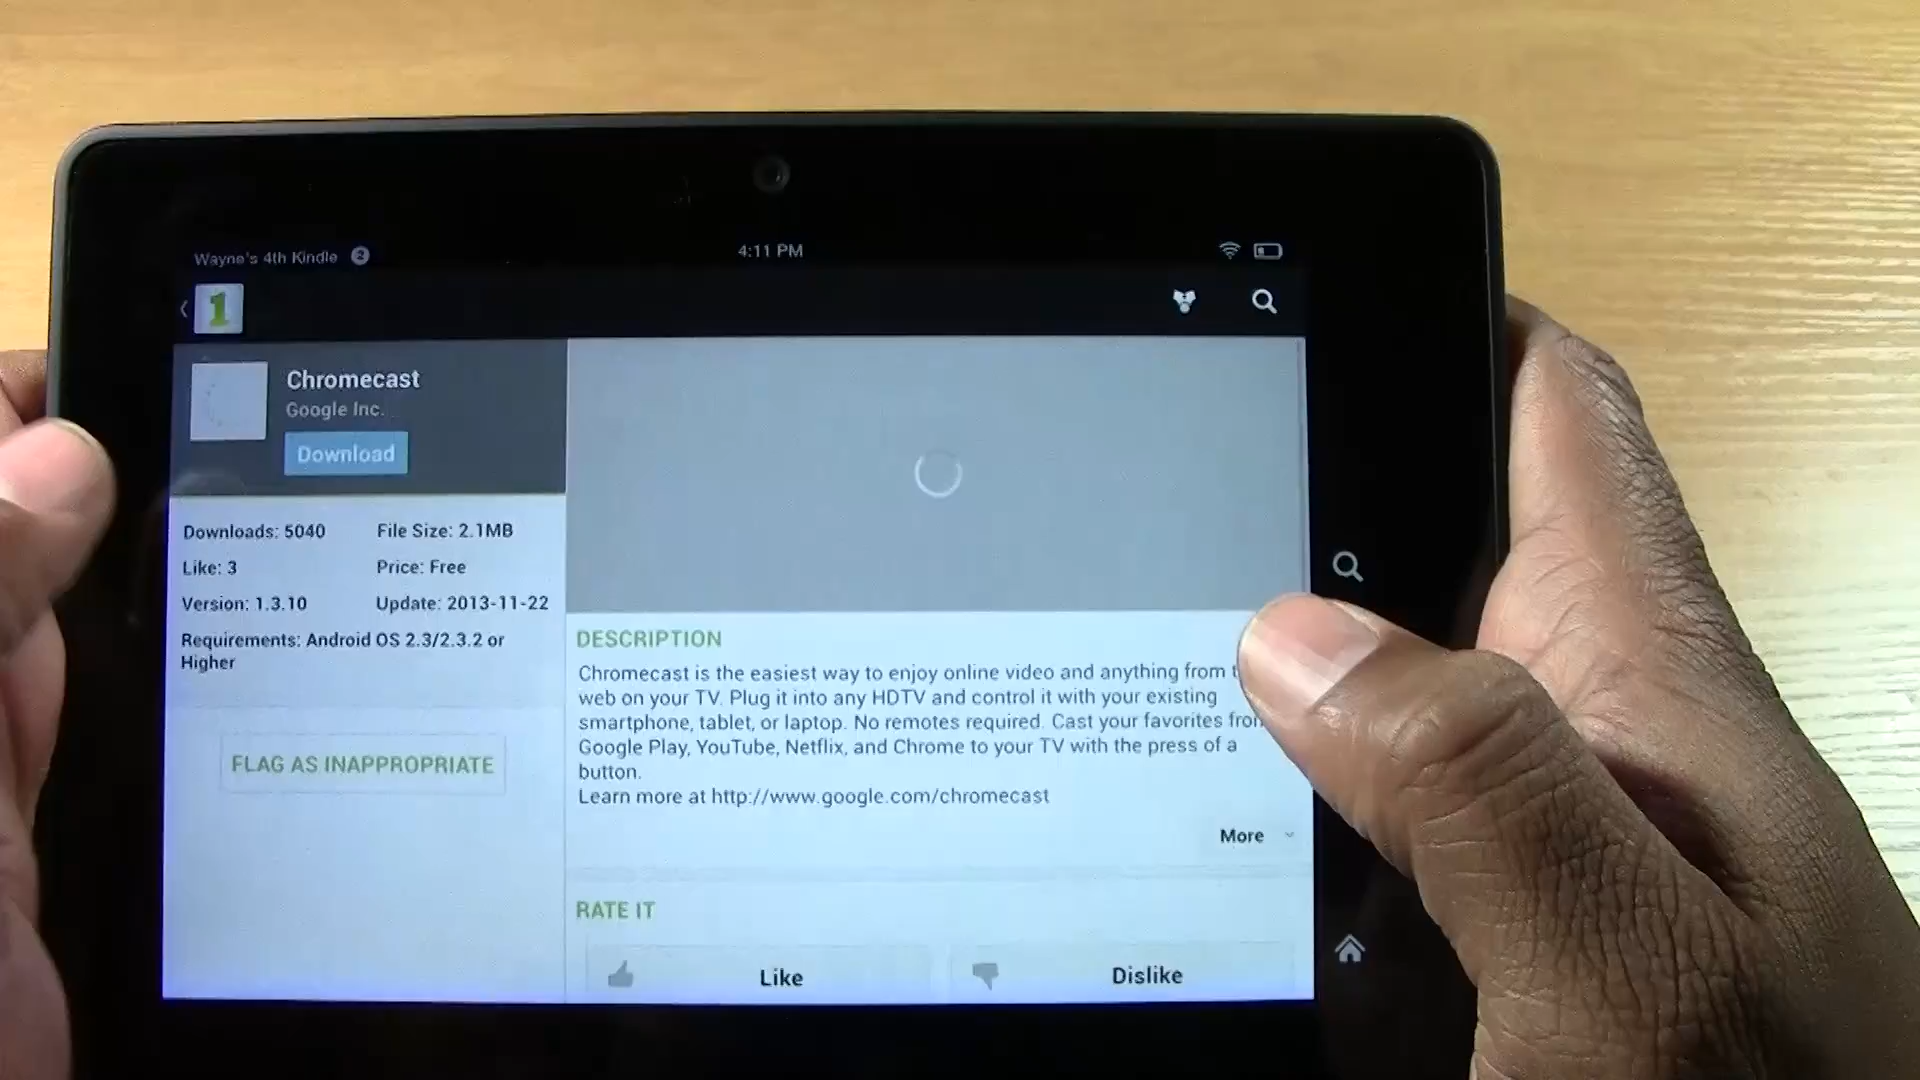 Wayne's 4th Kindle 2
4:11 PM
1
Chromecast
Google Inc.
Download
Downloads: 5040 File Size: 2.1MB
Like: 3 Price: Free
Version: 1.3.10 Update: 2013-11-22
Requirements: Android OS 2.3/2.3.2 or
Higher
FLAG AS INAPPROPRIATE
DESCRIPTION
Chromecast is the easiest way to enjoy online video and anything from
web on your TV. Plug it into any HDTV and control it with your existing
smartphone, tablet, or laptop. No remotes required. Cast your favorites from
Google Play, YouTube, Netflix, and Chrome to your TV with the press of a
button.
Learn more at http://www.google.com/chromecast
More
RATE IT
Like
Dislike